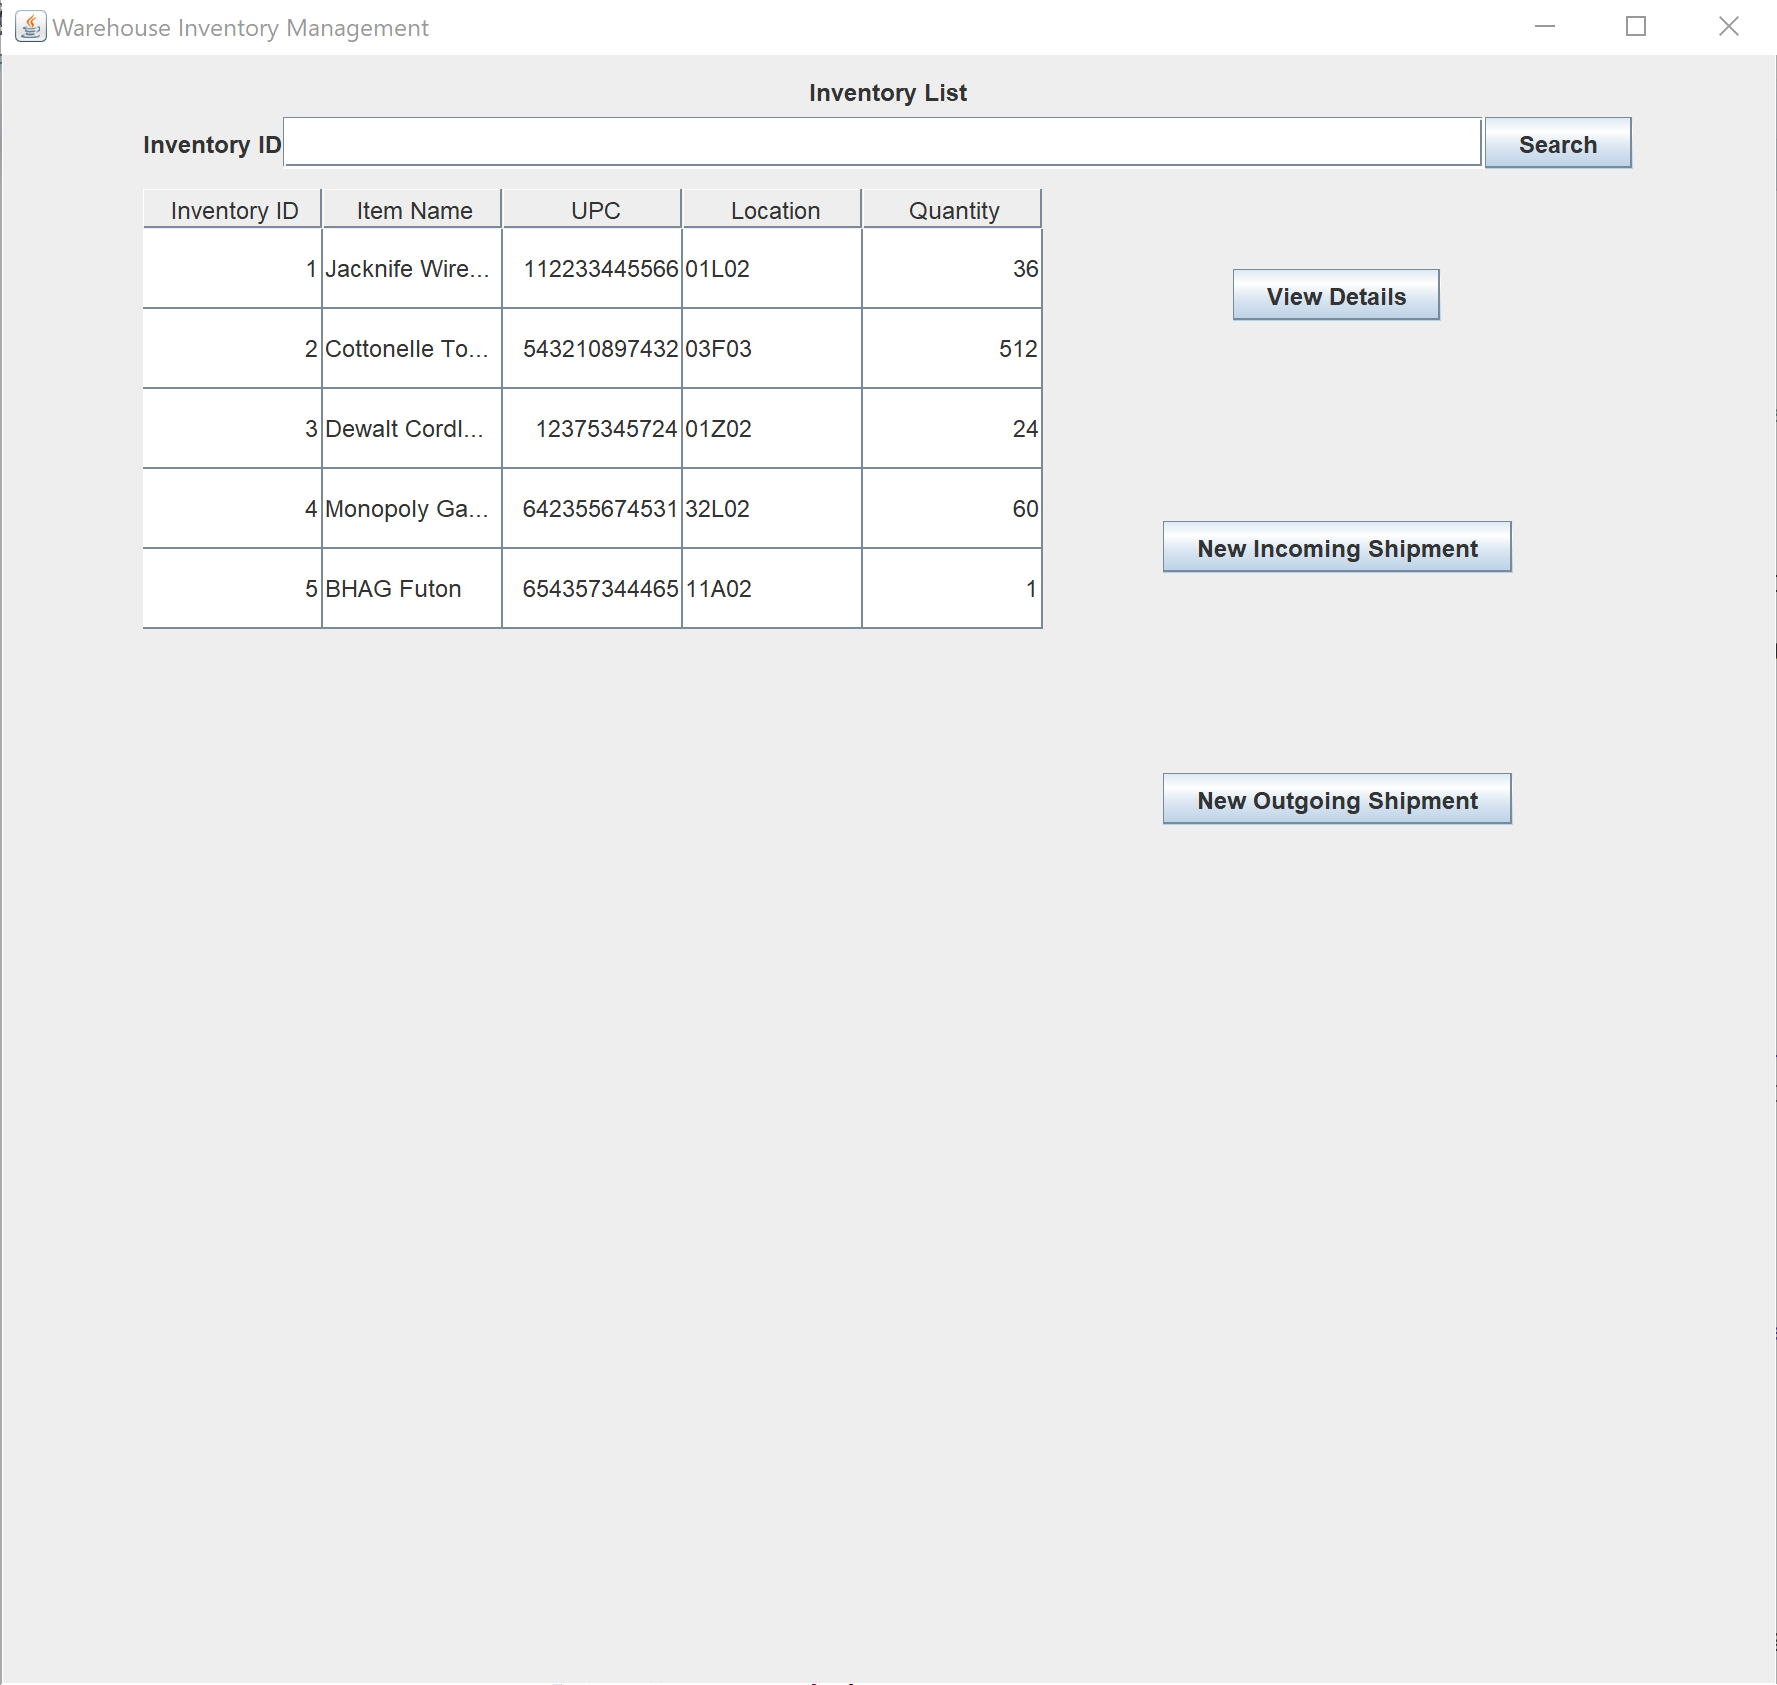 Warehouse Inventory Management
Inventory List
Inventory ID Search
Inventory ID Item Name UPC Location Quantity
1 Jacknife Wire... 112233445566 01L02 36
2 Cottonelle To... 543210897432 03F03 512
3 Dewalt Cordl... 12375345724 01Z02 24
4 Monopoly Ga... 642355674531 32L02 60
5 BHAG Futon 654357344465 11A02 1
View Details
New Incoming Shipment
New Outgoing Shipment